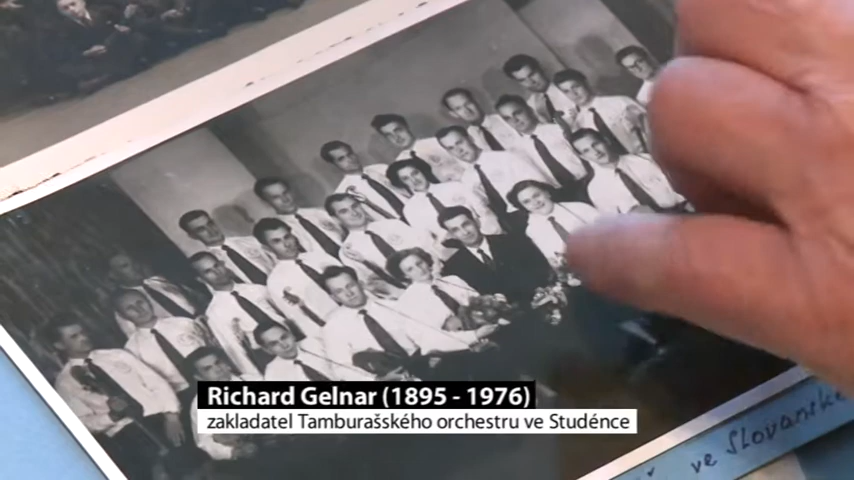 Richard Gelnar (1895 - 1976)
zakladatel Tamburašského orchestru ve Studénce
ve Slovanské